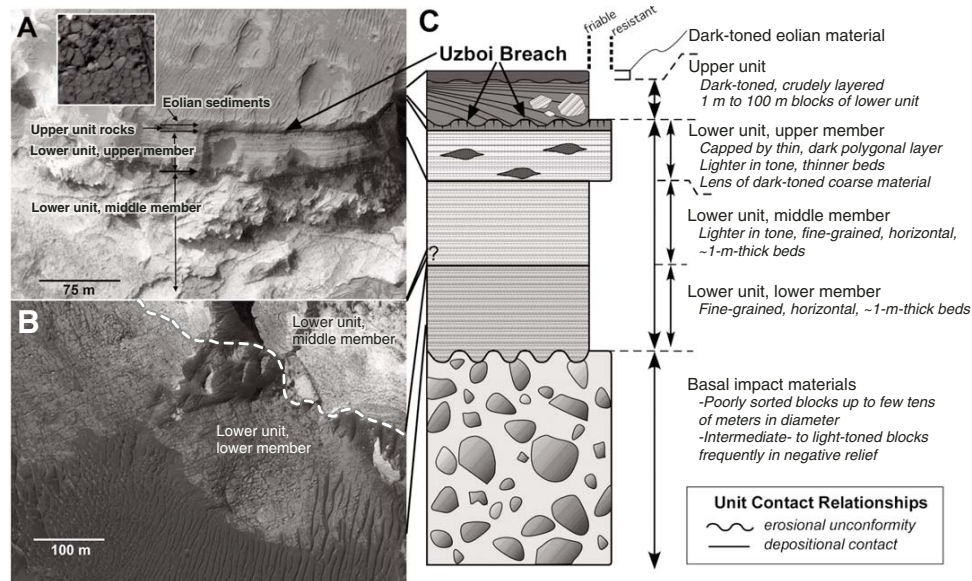 A
Eolian sediments
Upper unit rocks
Lower unit, upper member
Lower unit, middle member
75 m
B
Lower unit,
middle member
Lower unit,
lower member
100 m
C
Uzboi Breach
?
friable
resistant
Dark-toned eolian material
Upper unit
Dark-toned, crudely layered
1 m to 100 m blocks of lower unit
Lower unit, upper member
Capped by thin, dark polygonal layer
Lighter in tone, thinner beds
Lens of dark-toned coarse material
Lower unit, middle member
Lighter in tone, fine-grained, horizontal,
~1-m-thick beds
Lower unit, lower member
Fine-grained, horizontal, ~1-m-thick beds
Basal impact materials
-Poorly sorted blocks up to few tens
of meters in diameter
-Intermediate- to light-toned blocks
frequently in negative relief
Unit Contact Relationships
erosional unconformity
depositional contact